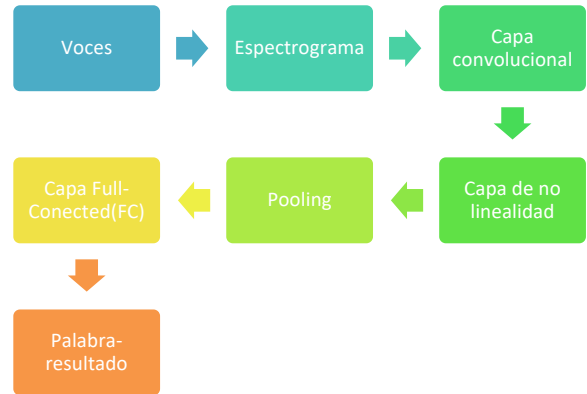 Voces
Espectrograma
Capa
convolucional
Capa de no
linealidad
Pooling
Capa Full-
Conected(FC)
Palabra-
resultado